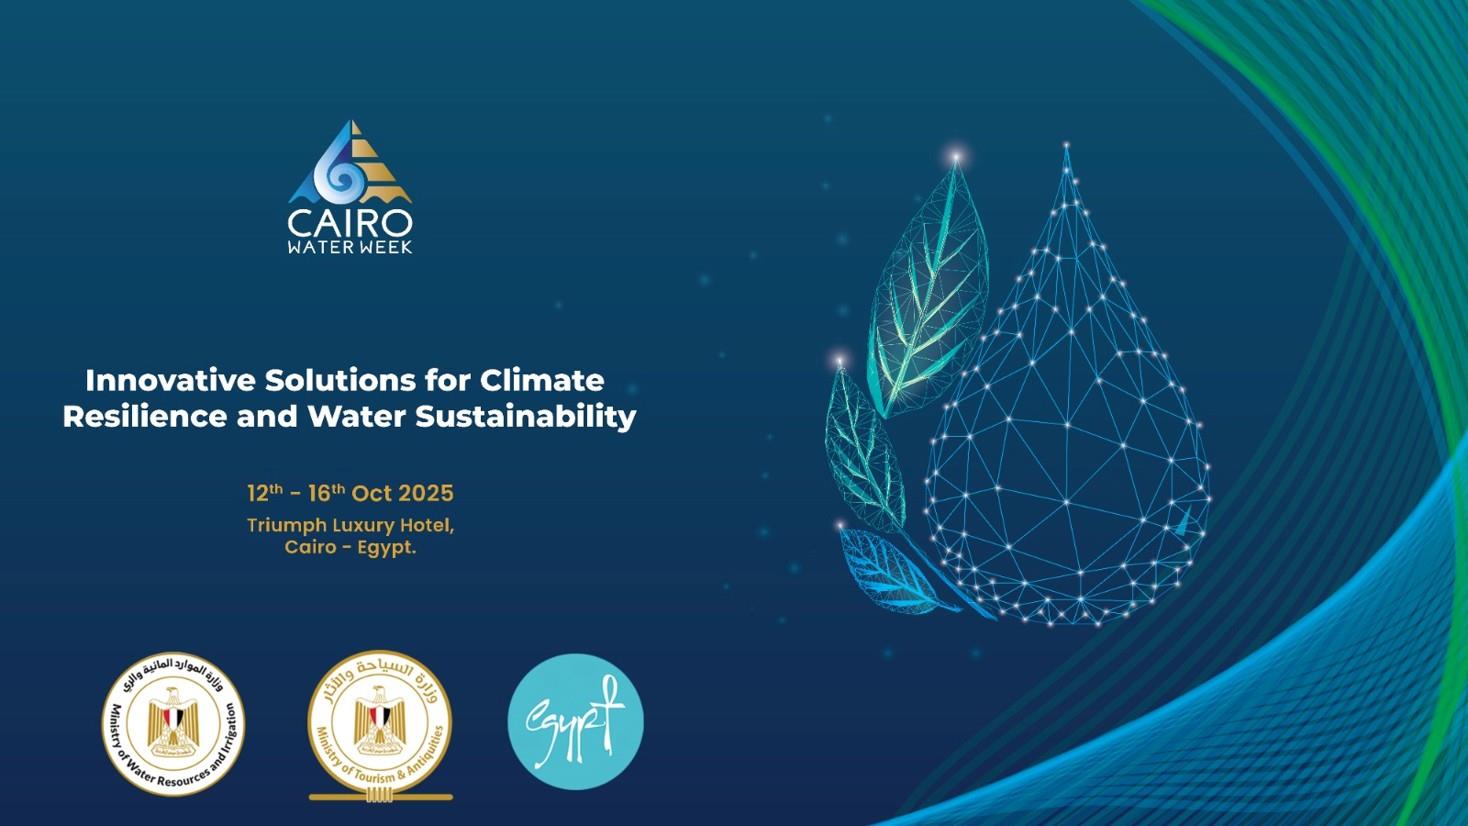 CAIRO
WATER WEEK
Innovative Solutions for Climate
Resilience and Water Sustainability
12th - 16th Oct 2025
Triumph Luxury Hotel,
Cairo - Egypt.
وزارة الموارد المائية والري
Ministry of Water Resources and Irrigation
وزارة السياحة والآثار
Ministry of Tourism & Antiquities
egypt